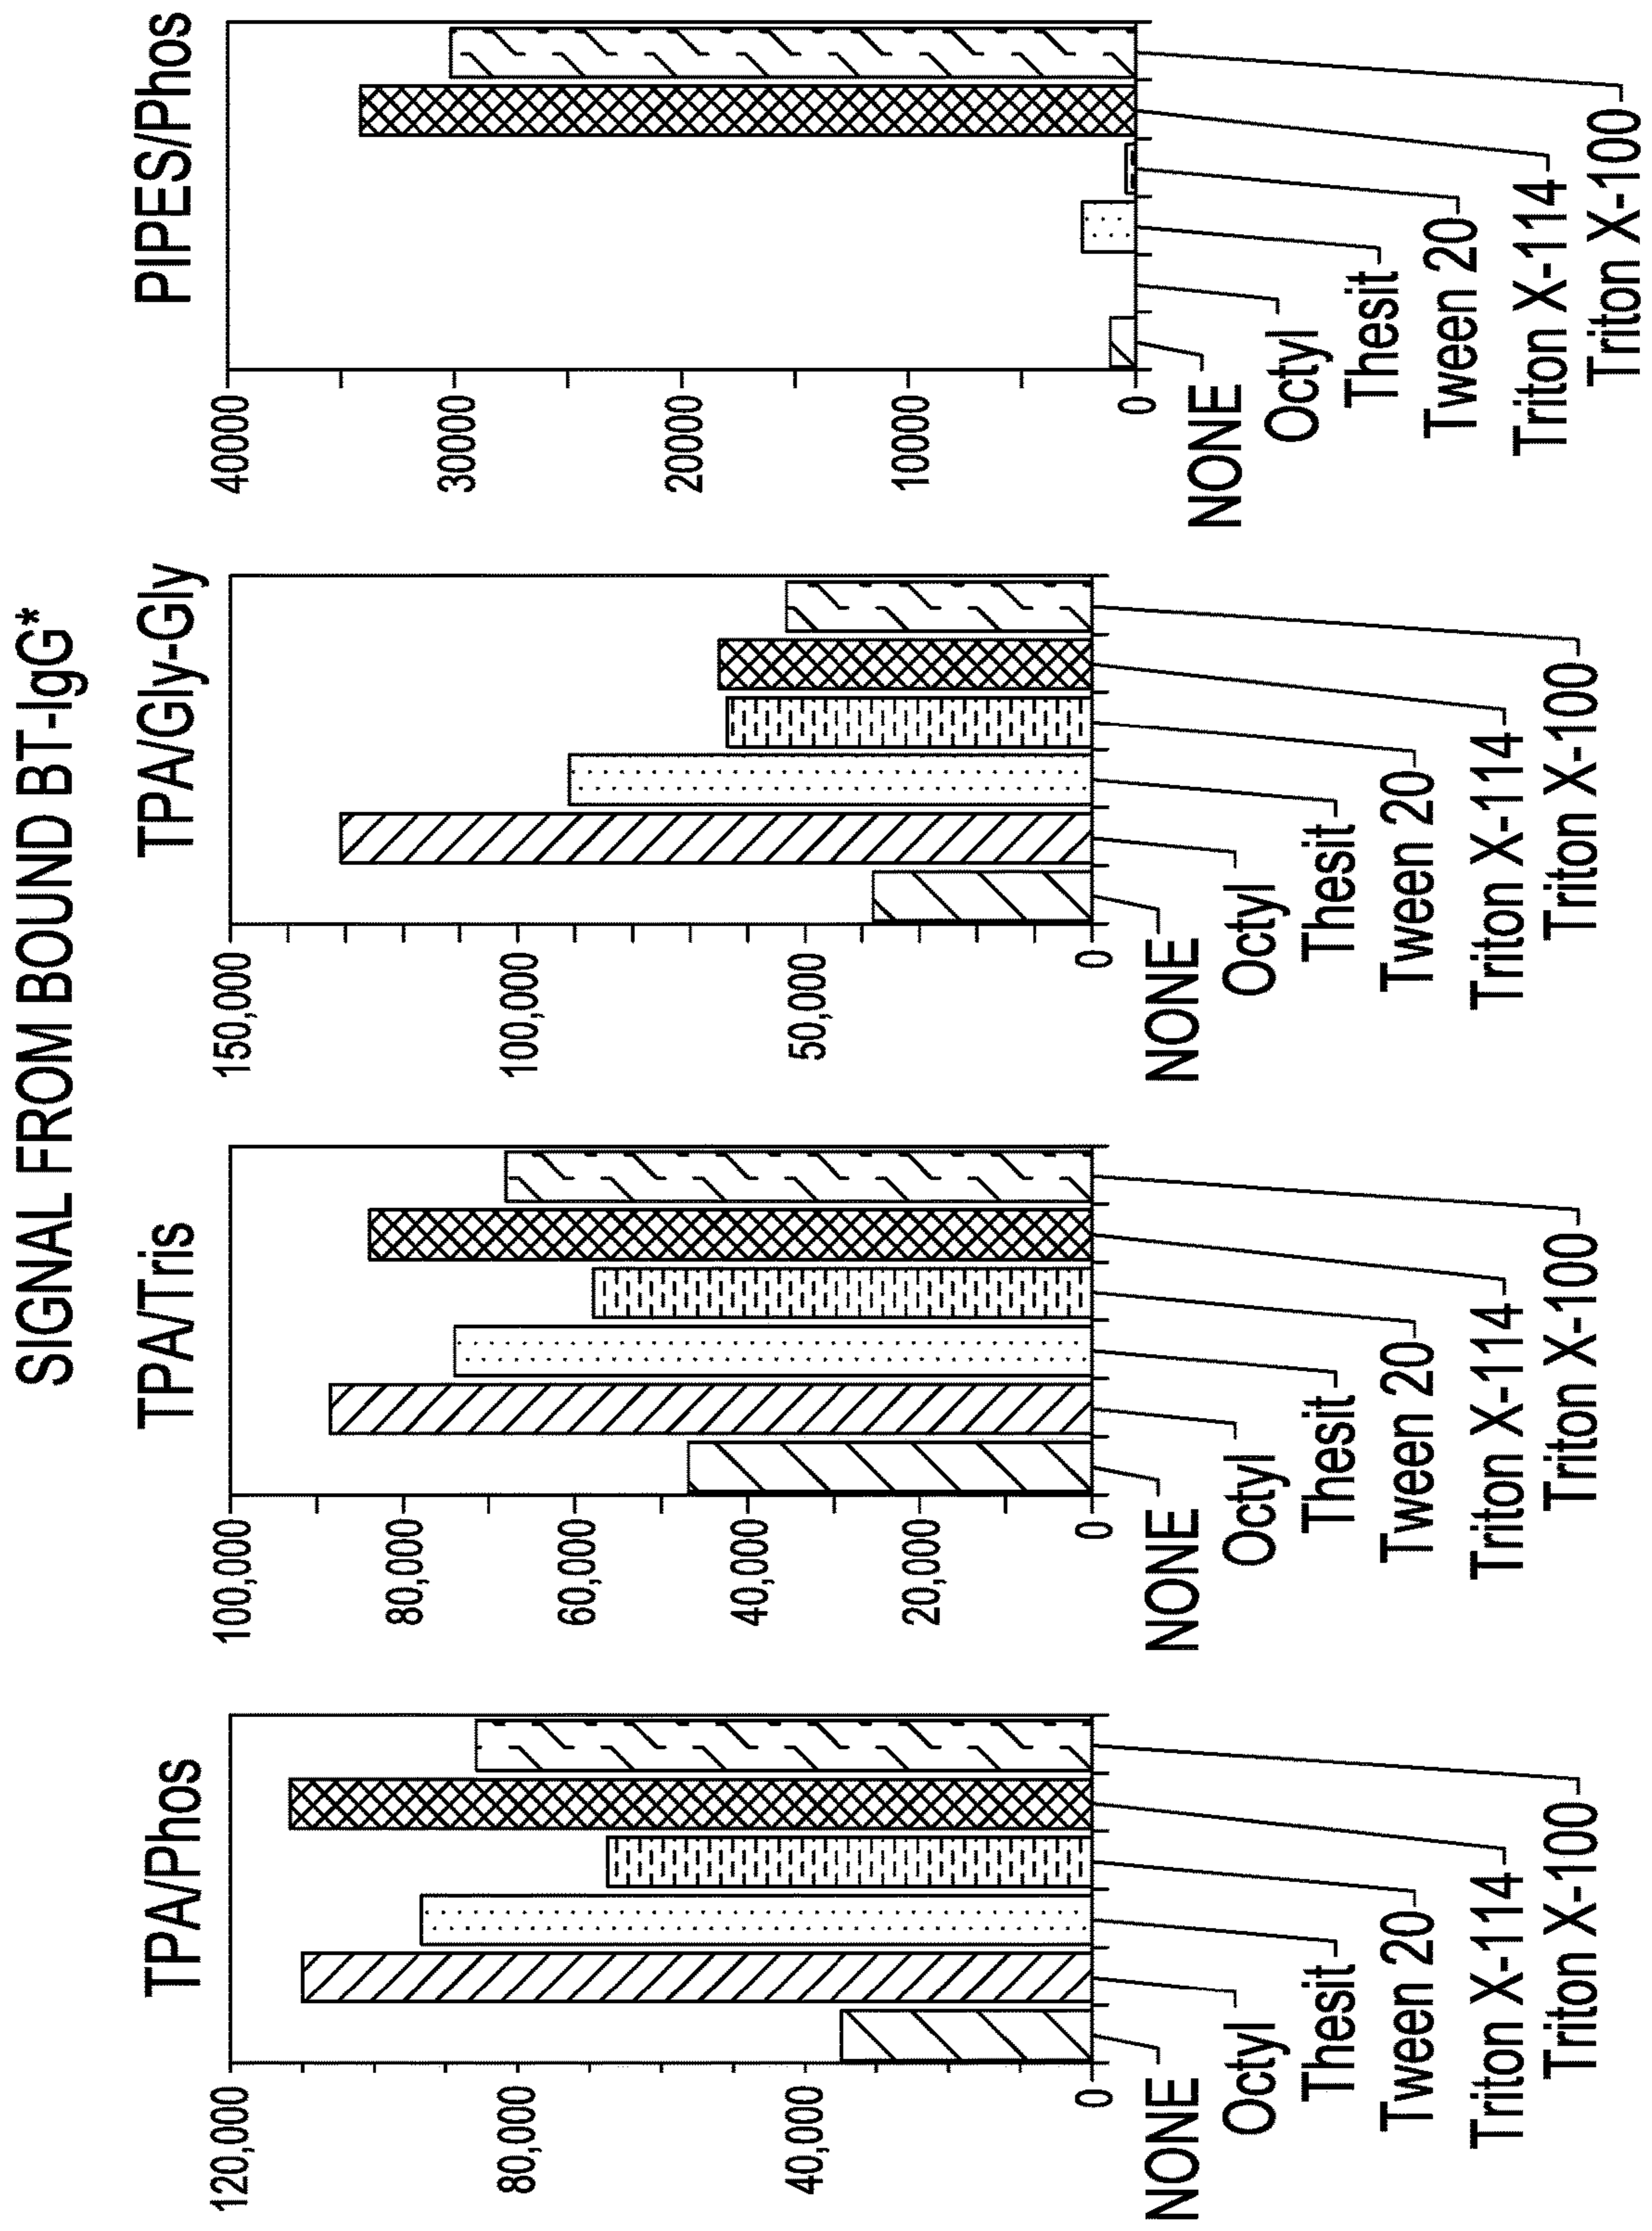 SIGNAL FROM BOUND BT-IgG*
TPA/Phos
120,000
80,000
40,000
0
NONE
Octyl
Thesit
Tween 20
Triton X-114
Triton X-100
TPA/Tris
100,000
80,000
60,000
40,000
20,000
0
NONE
Octyl
Thesit
Tween 20
Triton X-114
Triton X-100
TPA/Gly-Gly
150,000
100,000
50,000
0
NONE
Octyl
Thesit
Tween 20
Triton X-114
Triton X-100
PIPES/Phos
40000
30000
20000
10000
0
NONE
Octyl
Thesit
Tween 20
Triton X-114
Triton X-100